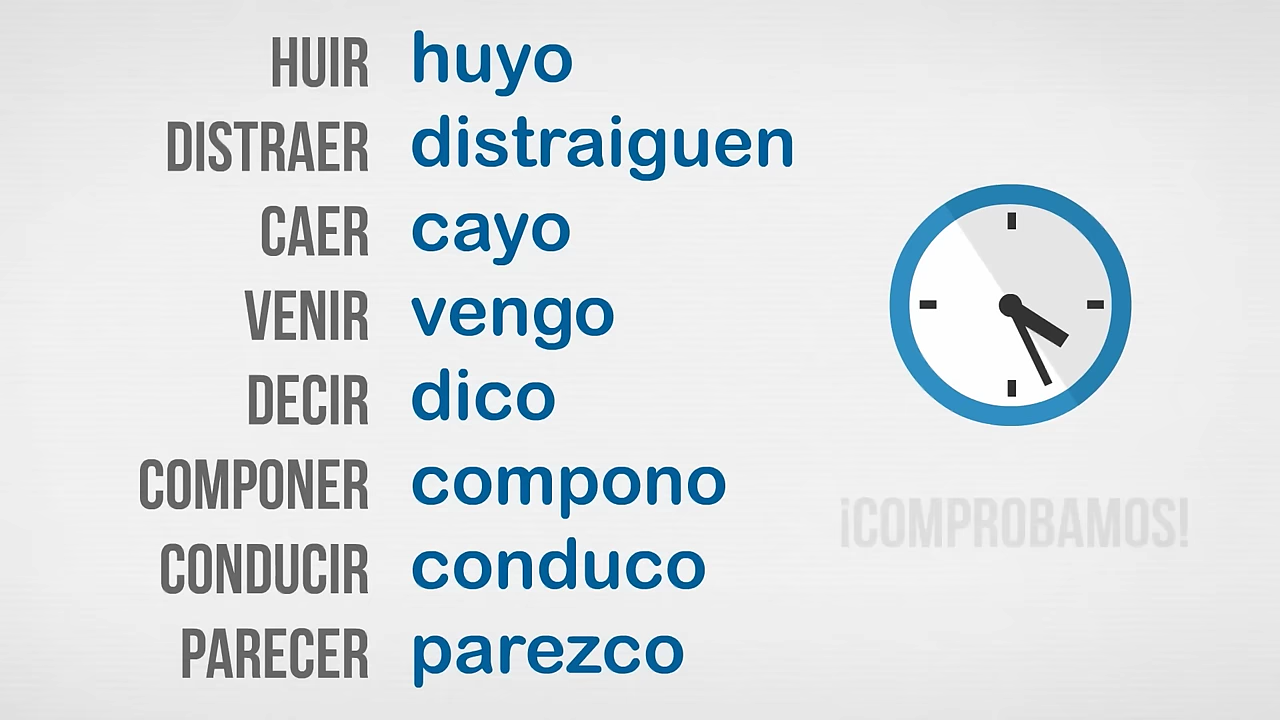 HUIR huyo
DISTRAER distraiguen
CAER cayo
VENIR vengo
DECIR dico
COMPONER compono
¡COMPROBAMOS!
CONDUCIR conduco
PARECER parezco